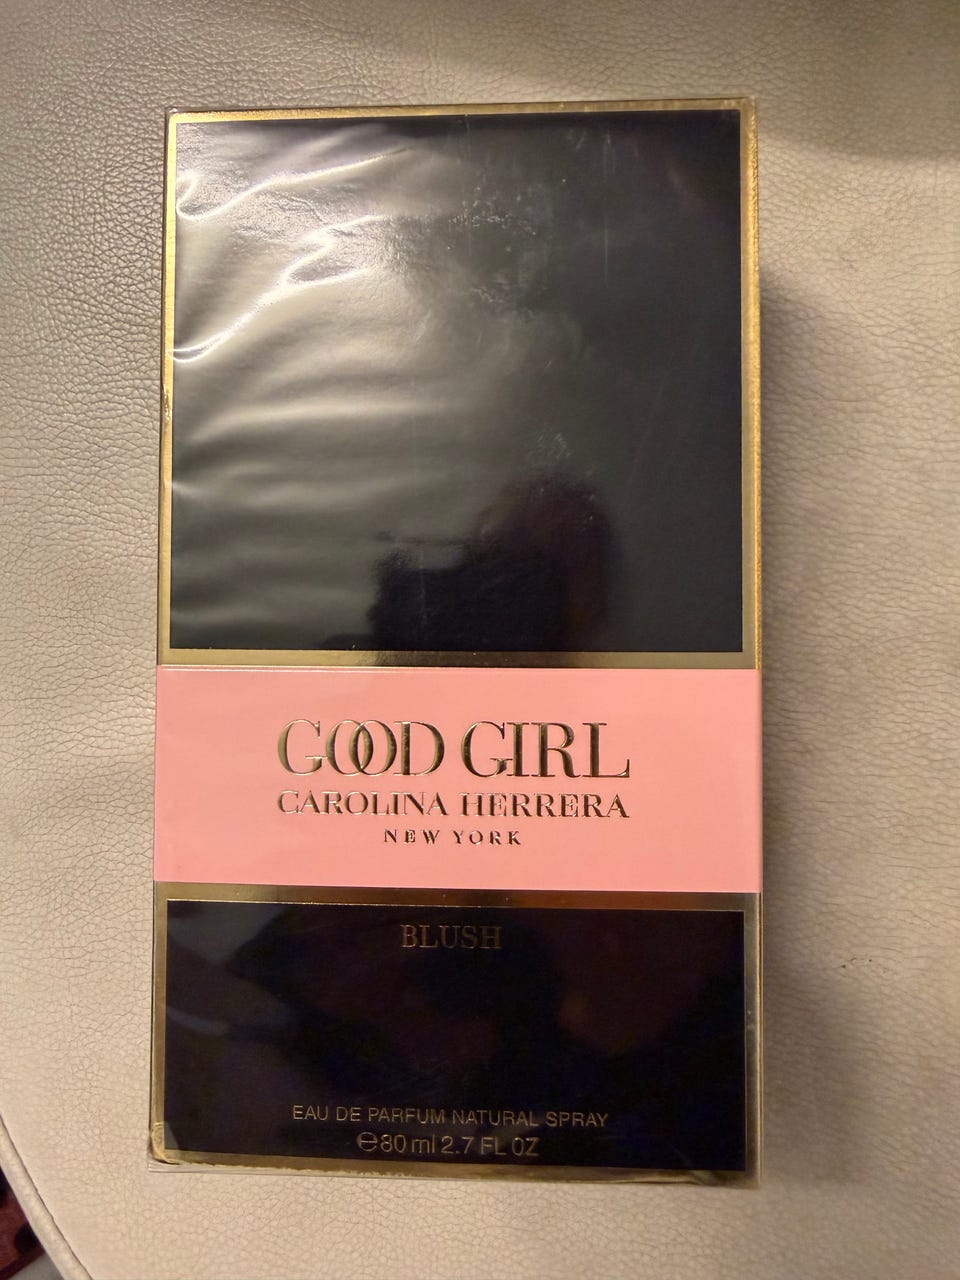 GOOD GIRL
CAROLINA HERRERA
NEW YORK
BLUSH
EAU DE PARFUM NATURAL SPRAY
℮80 ml 2.7 FL OZ